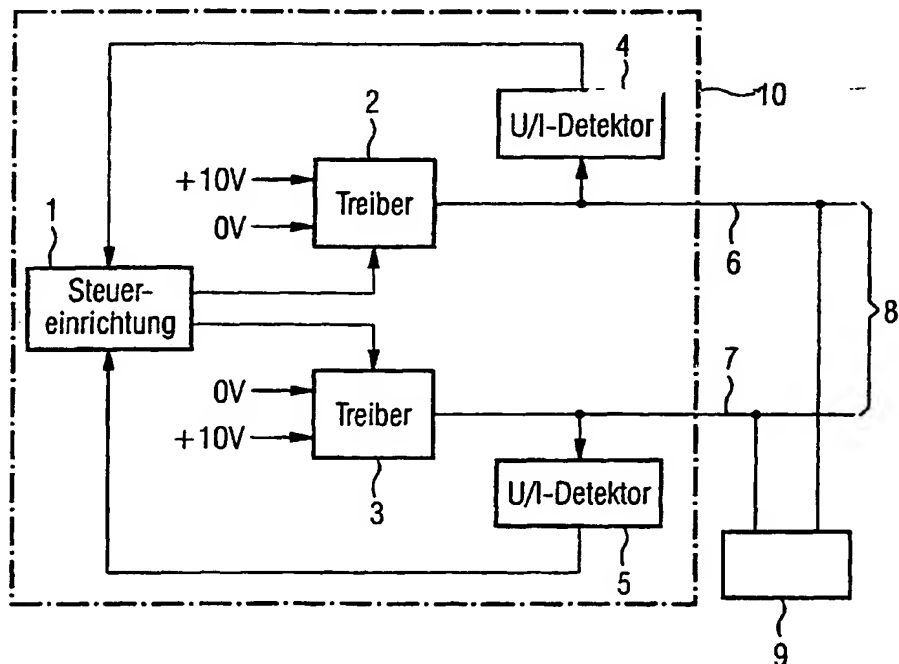 4
10
U/I-Detektor
2
+10V
Treiber
0V
1
6
Steuer-
einrichtung
8
7
0V
Treiber
+10V
3
U/I-Detektor
5
9